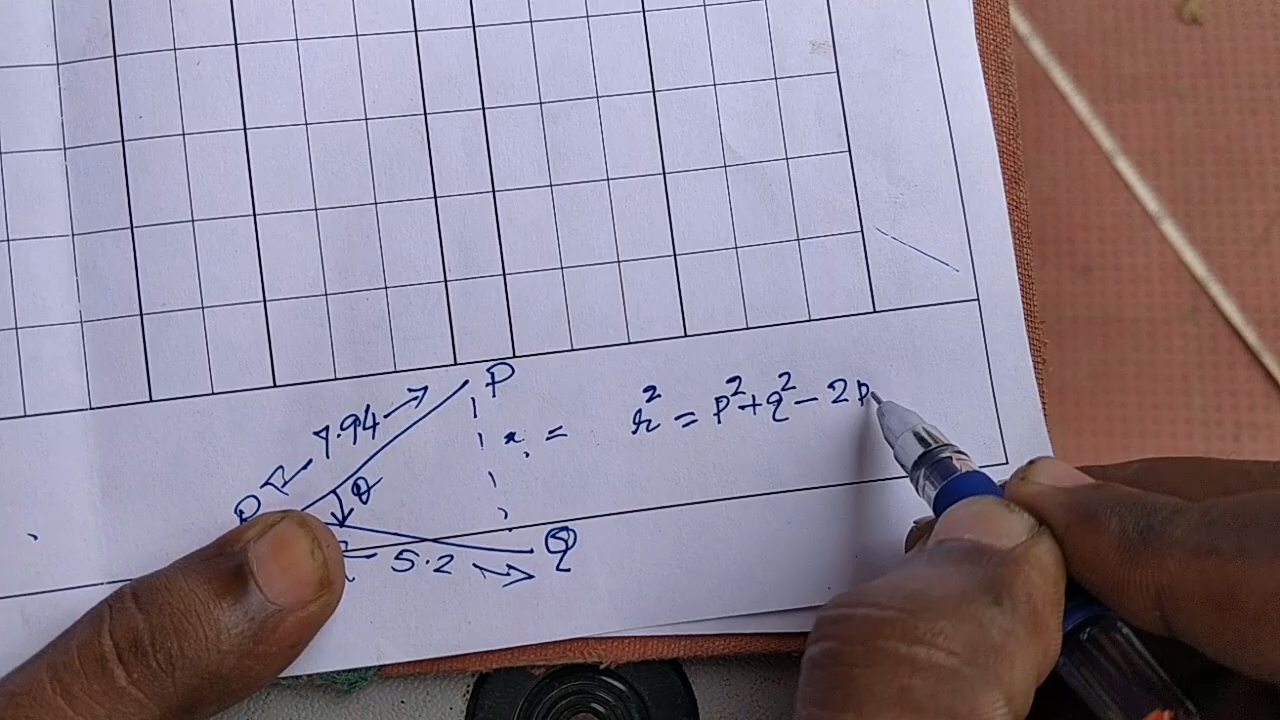 P
7.94
x = r² = p² + q² - 2p
θ
Q
5.2